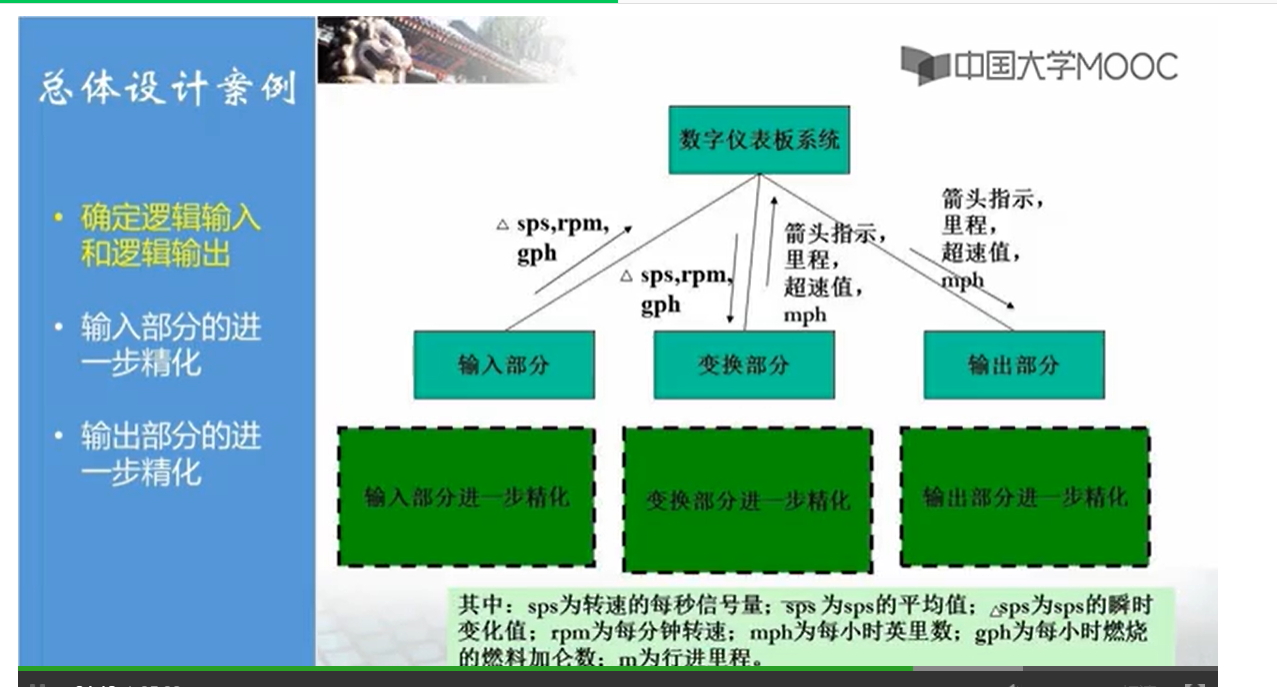 总体设计案例
中国大学MOOC
• 确定逻辑输入
和逻辑输出
• 输入部分的进
一步精化
• 输出部分的进
一步精化
数字仪表板系统
△ sps,rpm,
gph
△ sps,rpm,
gph
箭头指示，
里程，
超速值，
mph
箭头指示，
里程，
超速值，
mph
输入部分
变换部分
输出部分
输入部分进一步精化
变换部分进一步精化
输出部分进一步精化
其中：sps为转速的每秒信号量；sps 为sps的平均值；△sps为sps的瞬时
变化值；rpm为每分钟转速；mph为每小时英里数；gph为每小时燃烧
的燃料加仑数；m为行进里程。